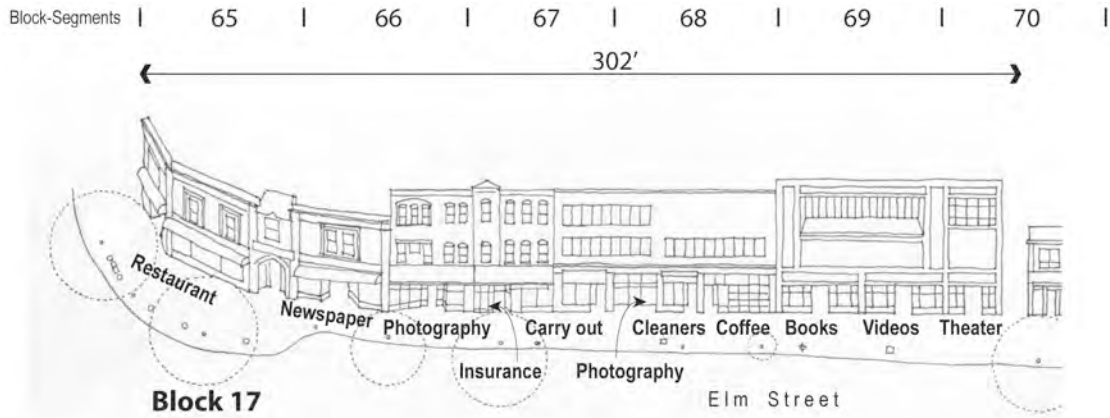 Block-Segments | 65 | 66 | 67 | 68 | 69 | 70 |
302’
Restaurant
Newspaper Photography Carry out Cleaners Coffee Books Videos Theater
Insurance Photography
Elm Street
Block 17